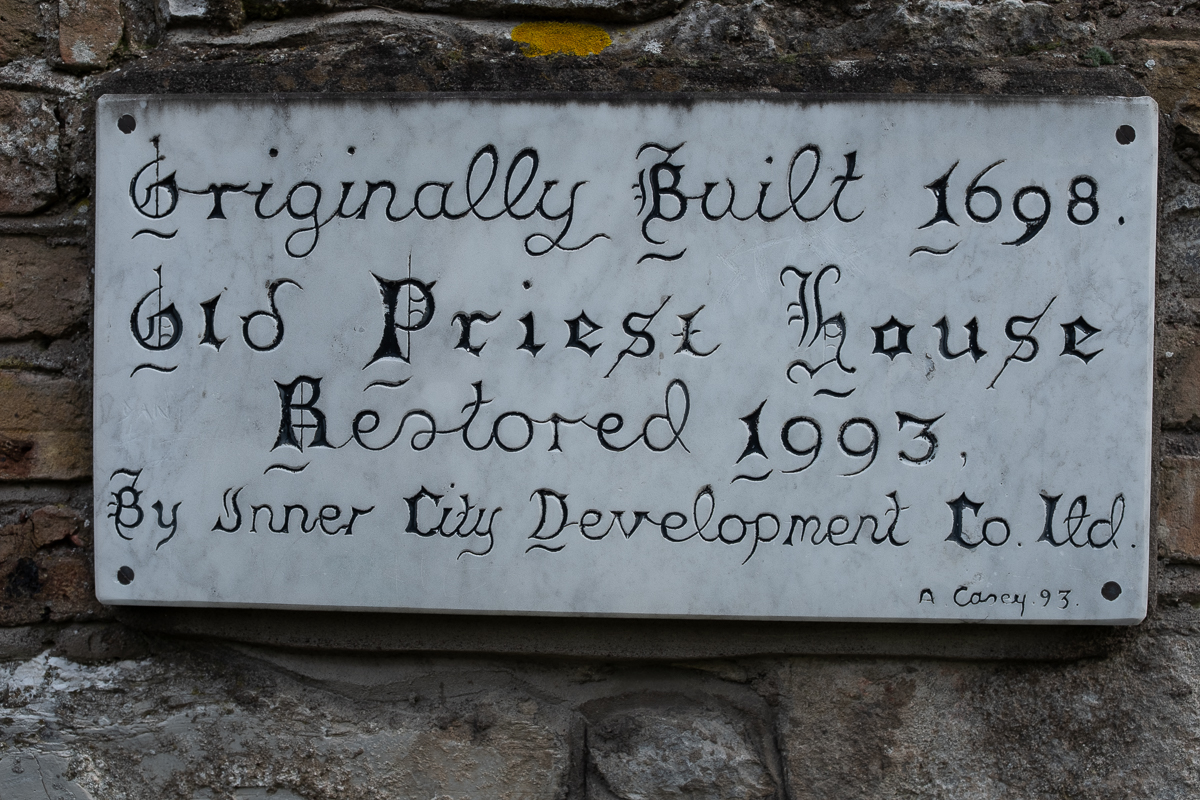 Originally Built 1698.
Old Priest House
Restored 1993,
By Inner City Development Co. Ltd.
A. Casey. 93.